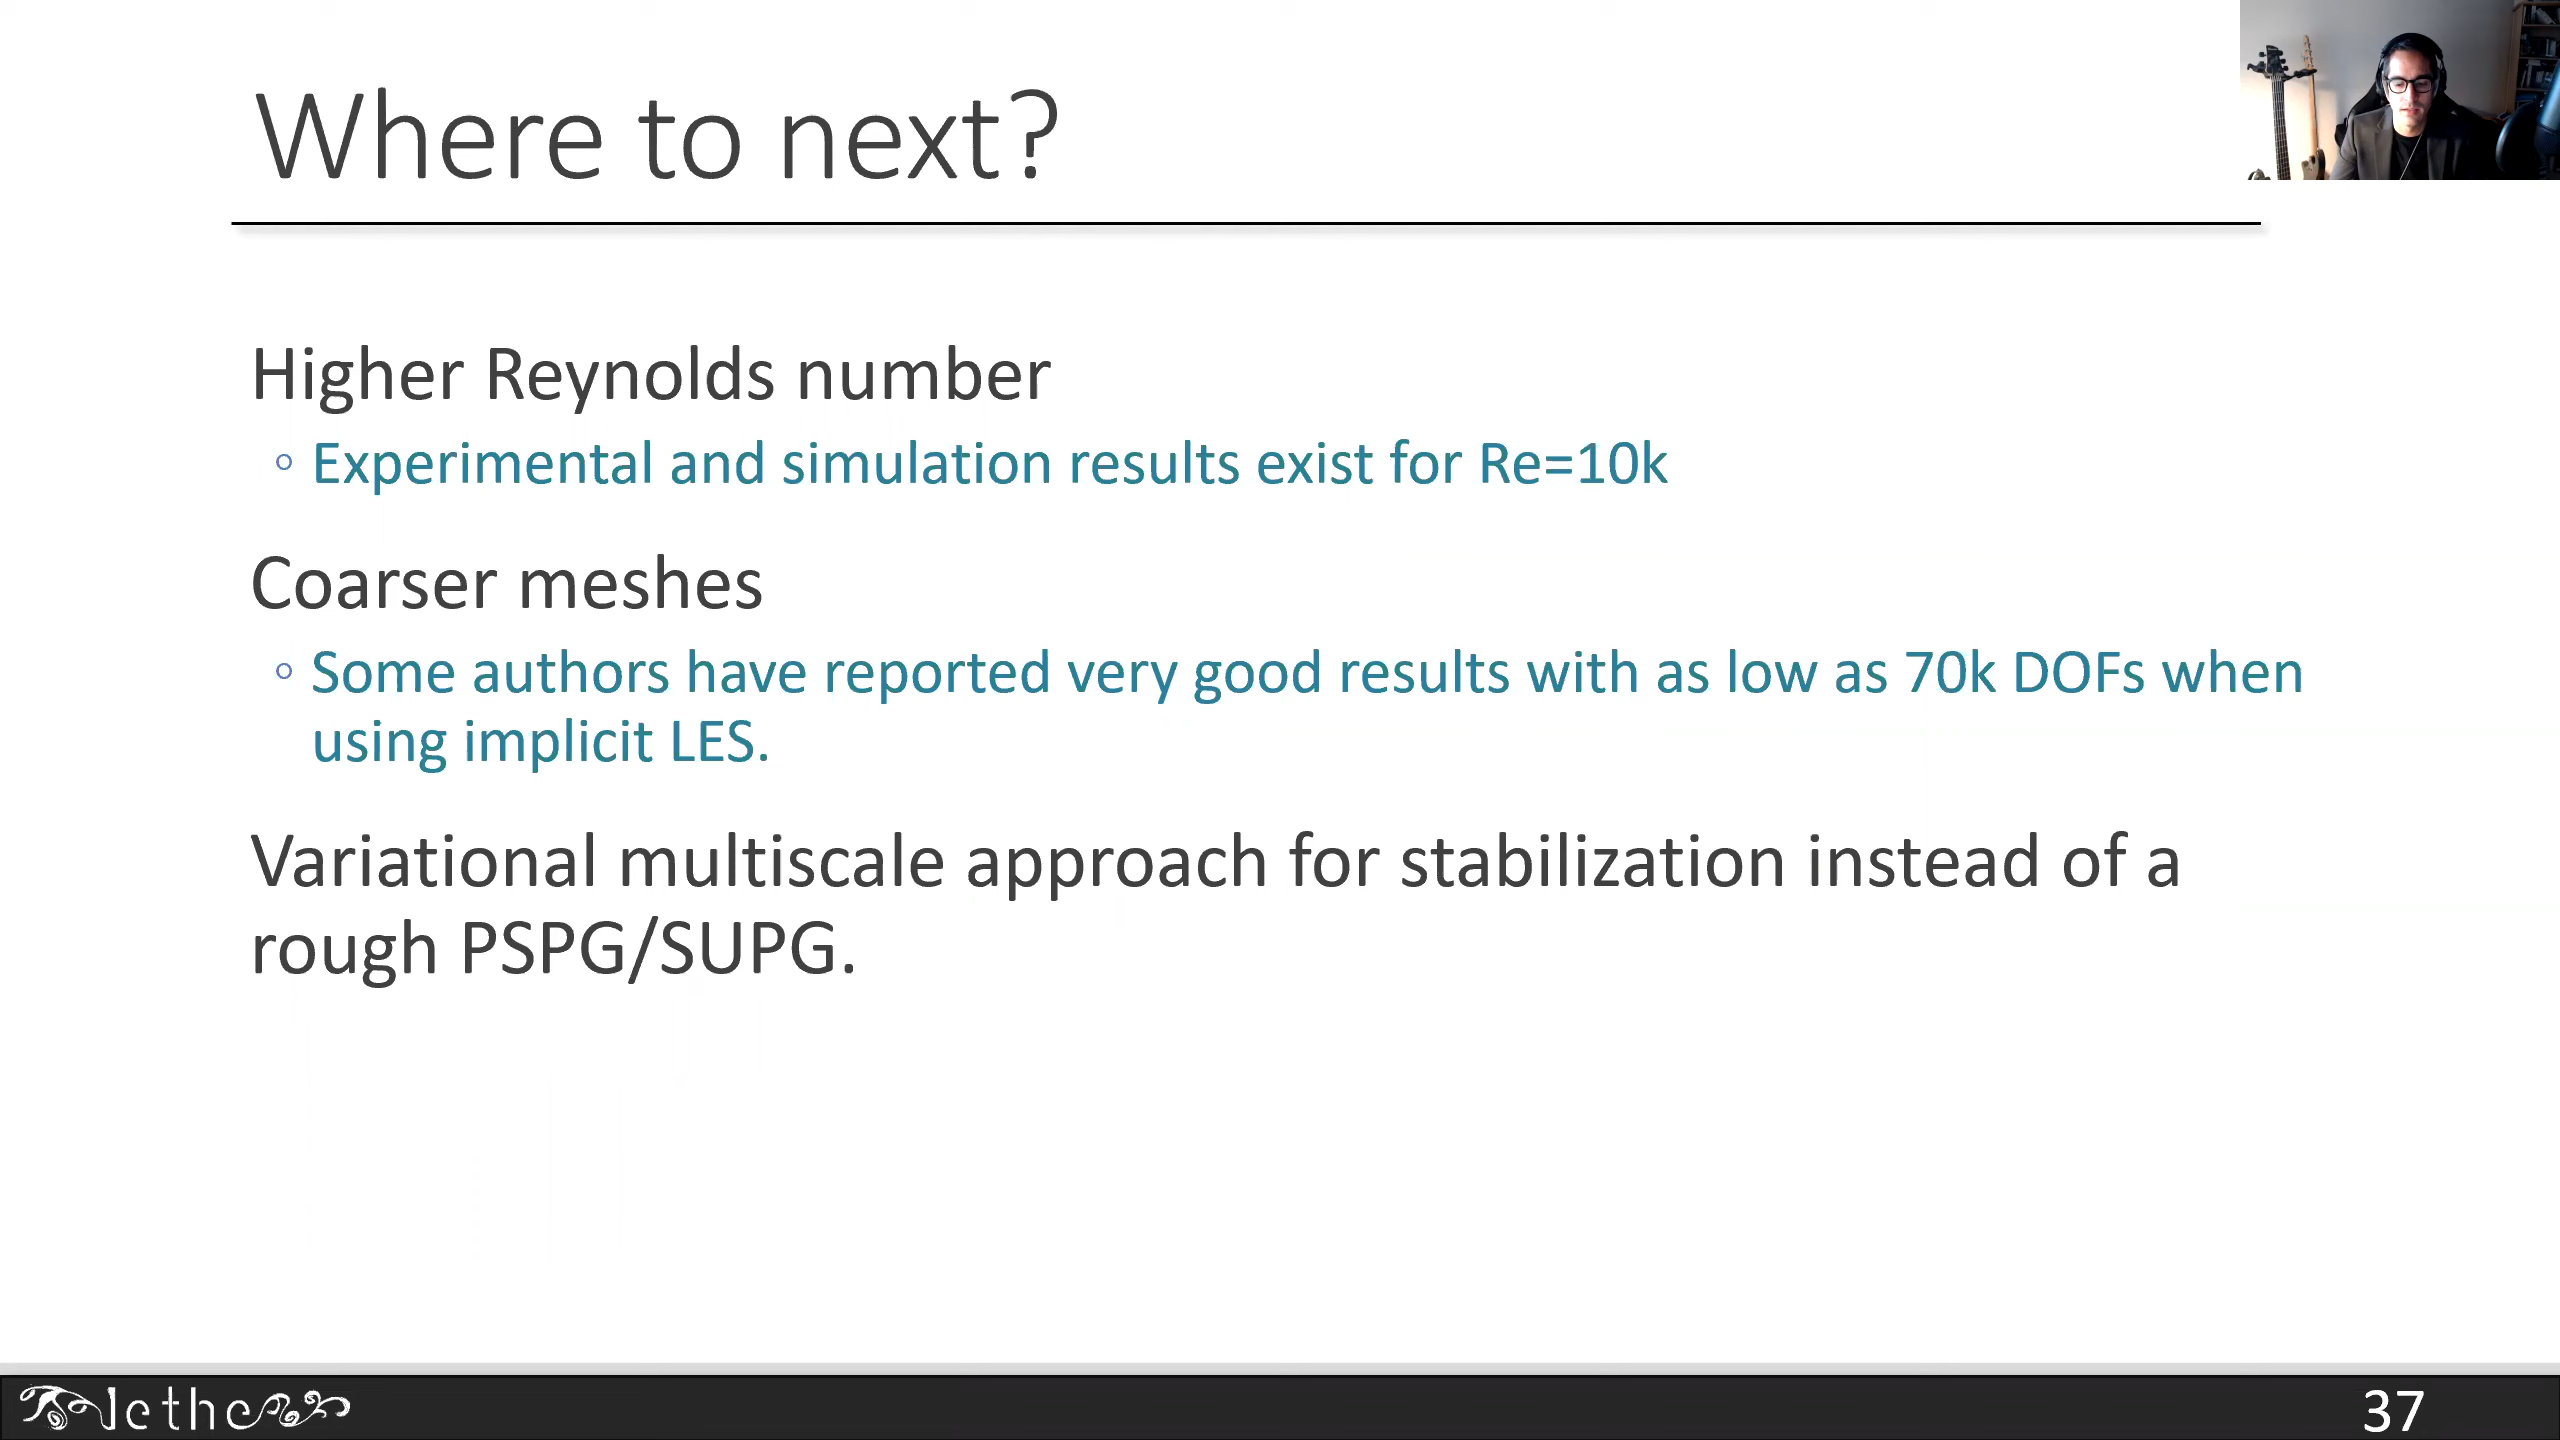 Where to next?
Higher Reynolds number
◦ Experimental and simulation results exist for Re=10k
Coarser meshes
◦ Some authors have reported very good results with as low as 70k DOFs when
using implicit LES.
Variational multiscale approach for stabilization instead of a
rough PSPG/SUPG.
lethe
37